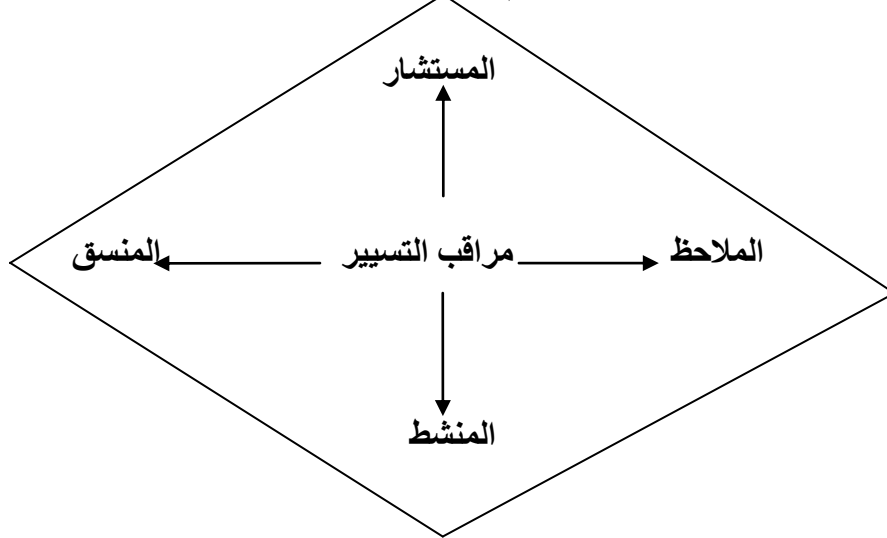 المستشار
الملاحظ
مراقب التسيير
المنسق
المنشط